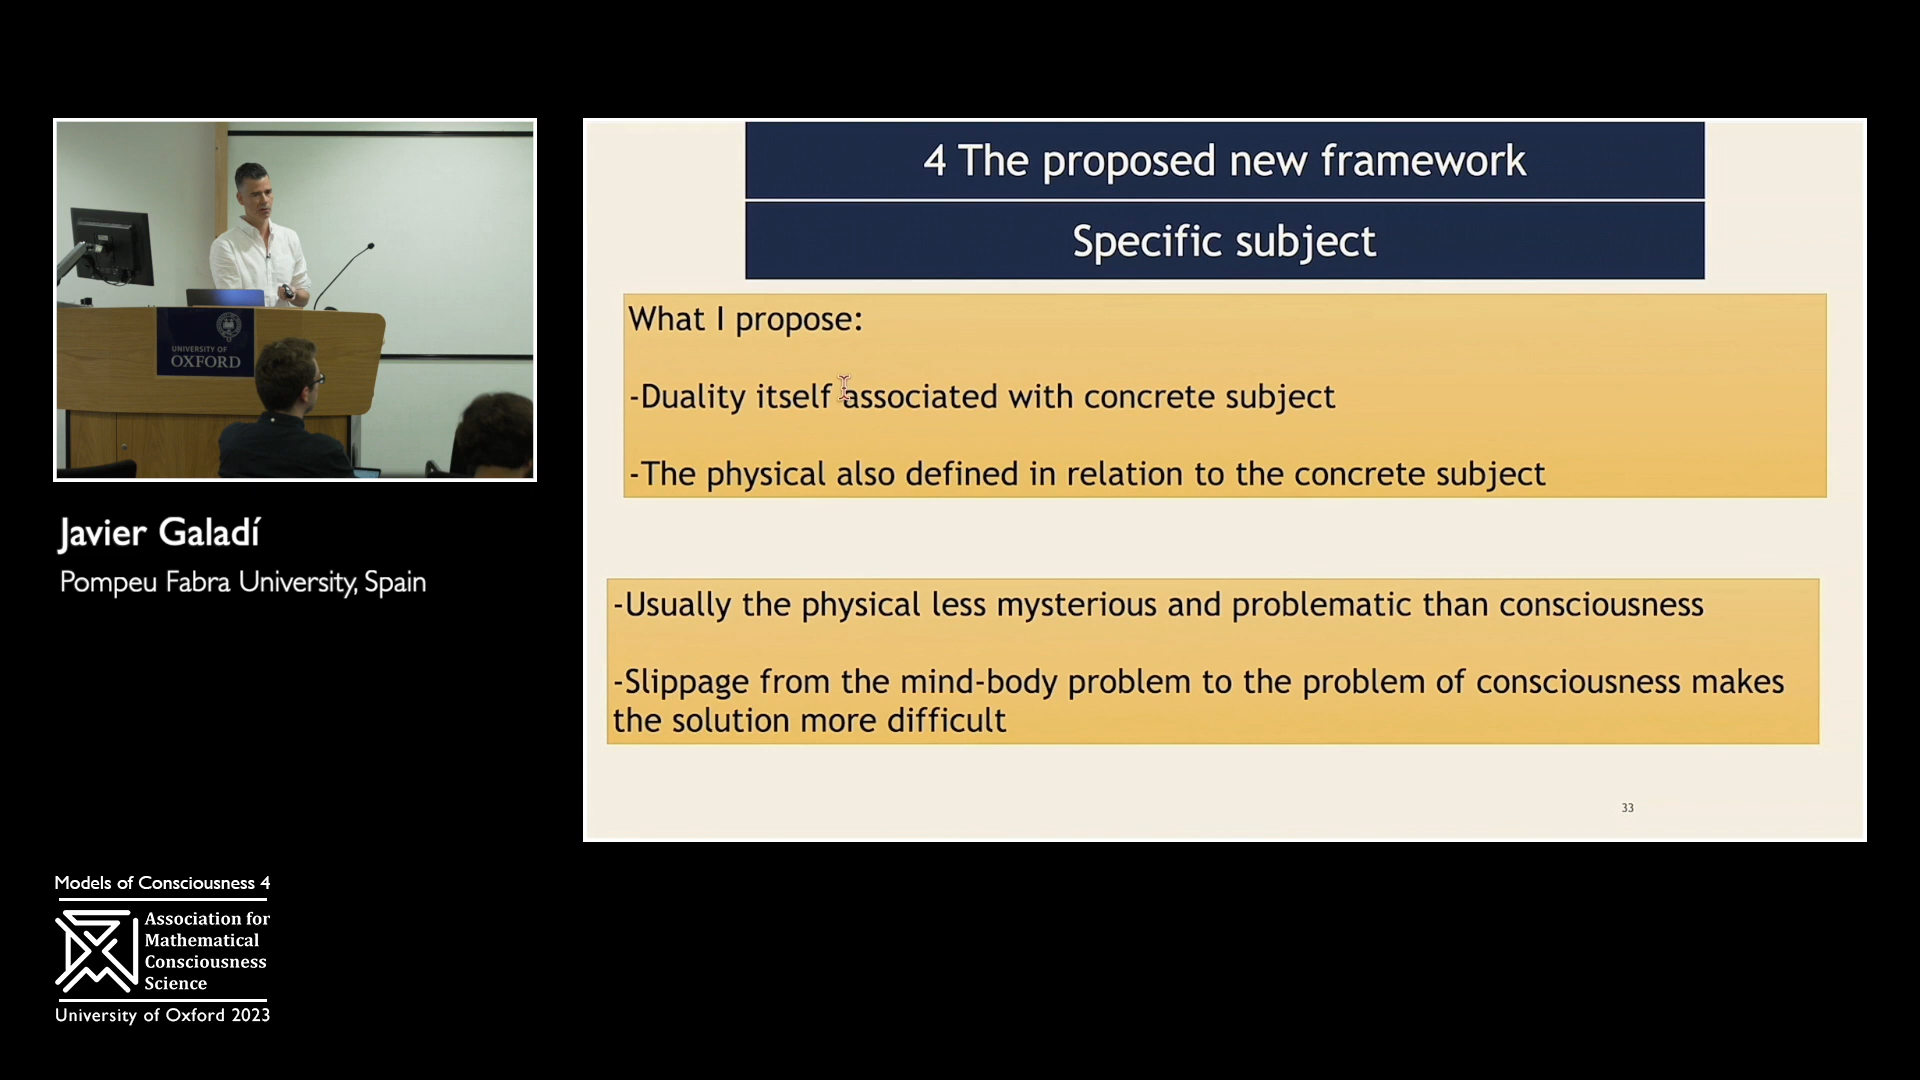 4 The proposed new framework
Specific subject
What I propose:
-Duality itself associated with concrete subject
-The physical also defined in relation to the concrete subject
-Usually the physical less mysterious and problematic than consciousness
-Slippage from the mind-body problem to the problem of consciousness makes
the solution more difficult
33
UNIVERSITY OF
OXFORD
Javier Galadí
Pompeu Fabra University, Spain
Models of Consciousness 4
Association for
Mathematical
Consciousness
Science
University of Oxford 2023